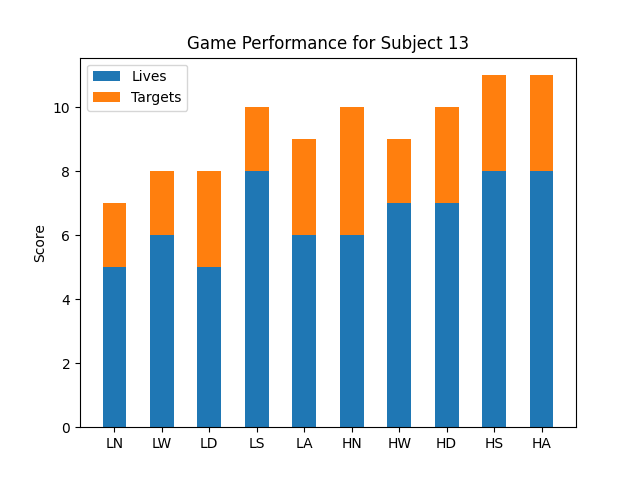 Game Performance for Subject 13
Lives
Targets
Score
10
8
6
4
2
0
LN LW LD LS LA HN HW HD HS HA